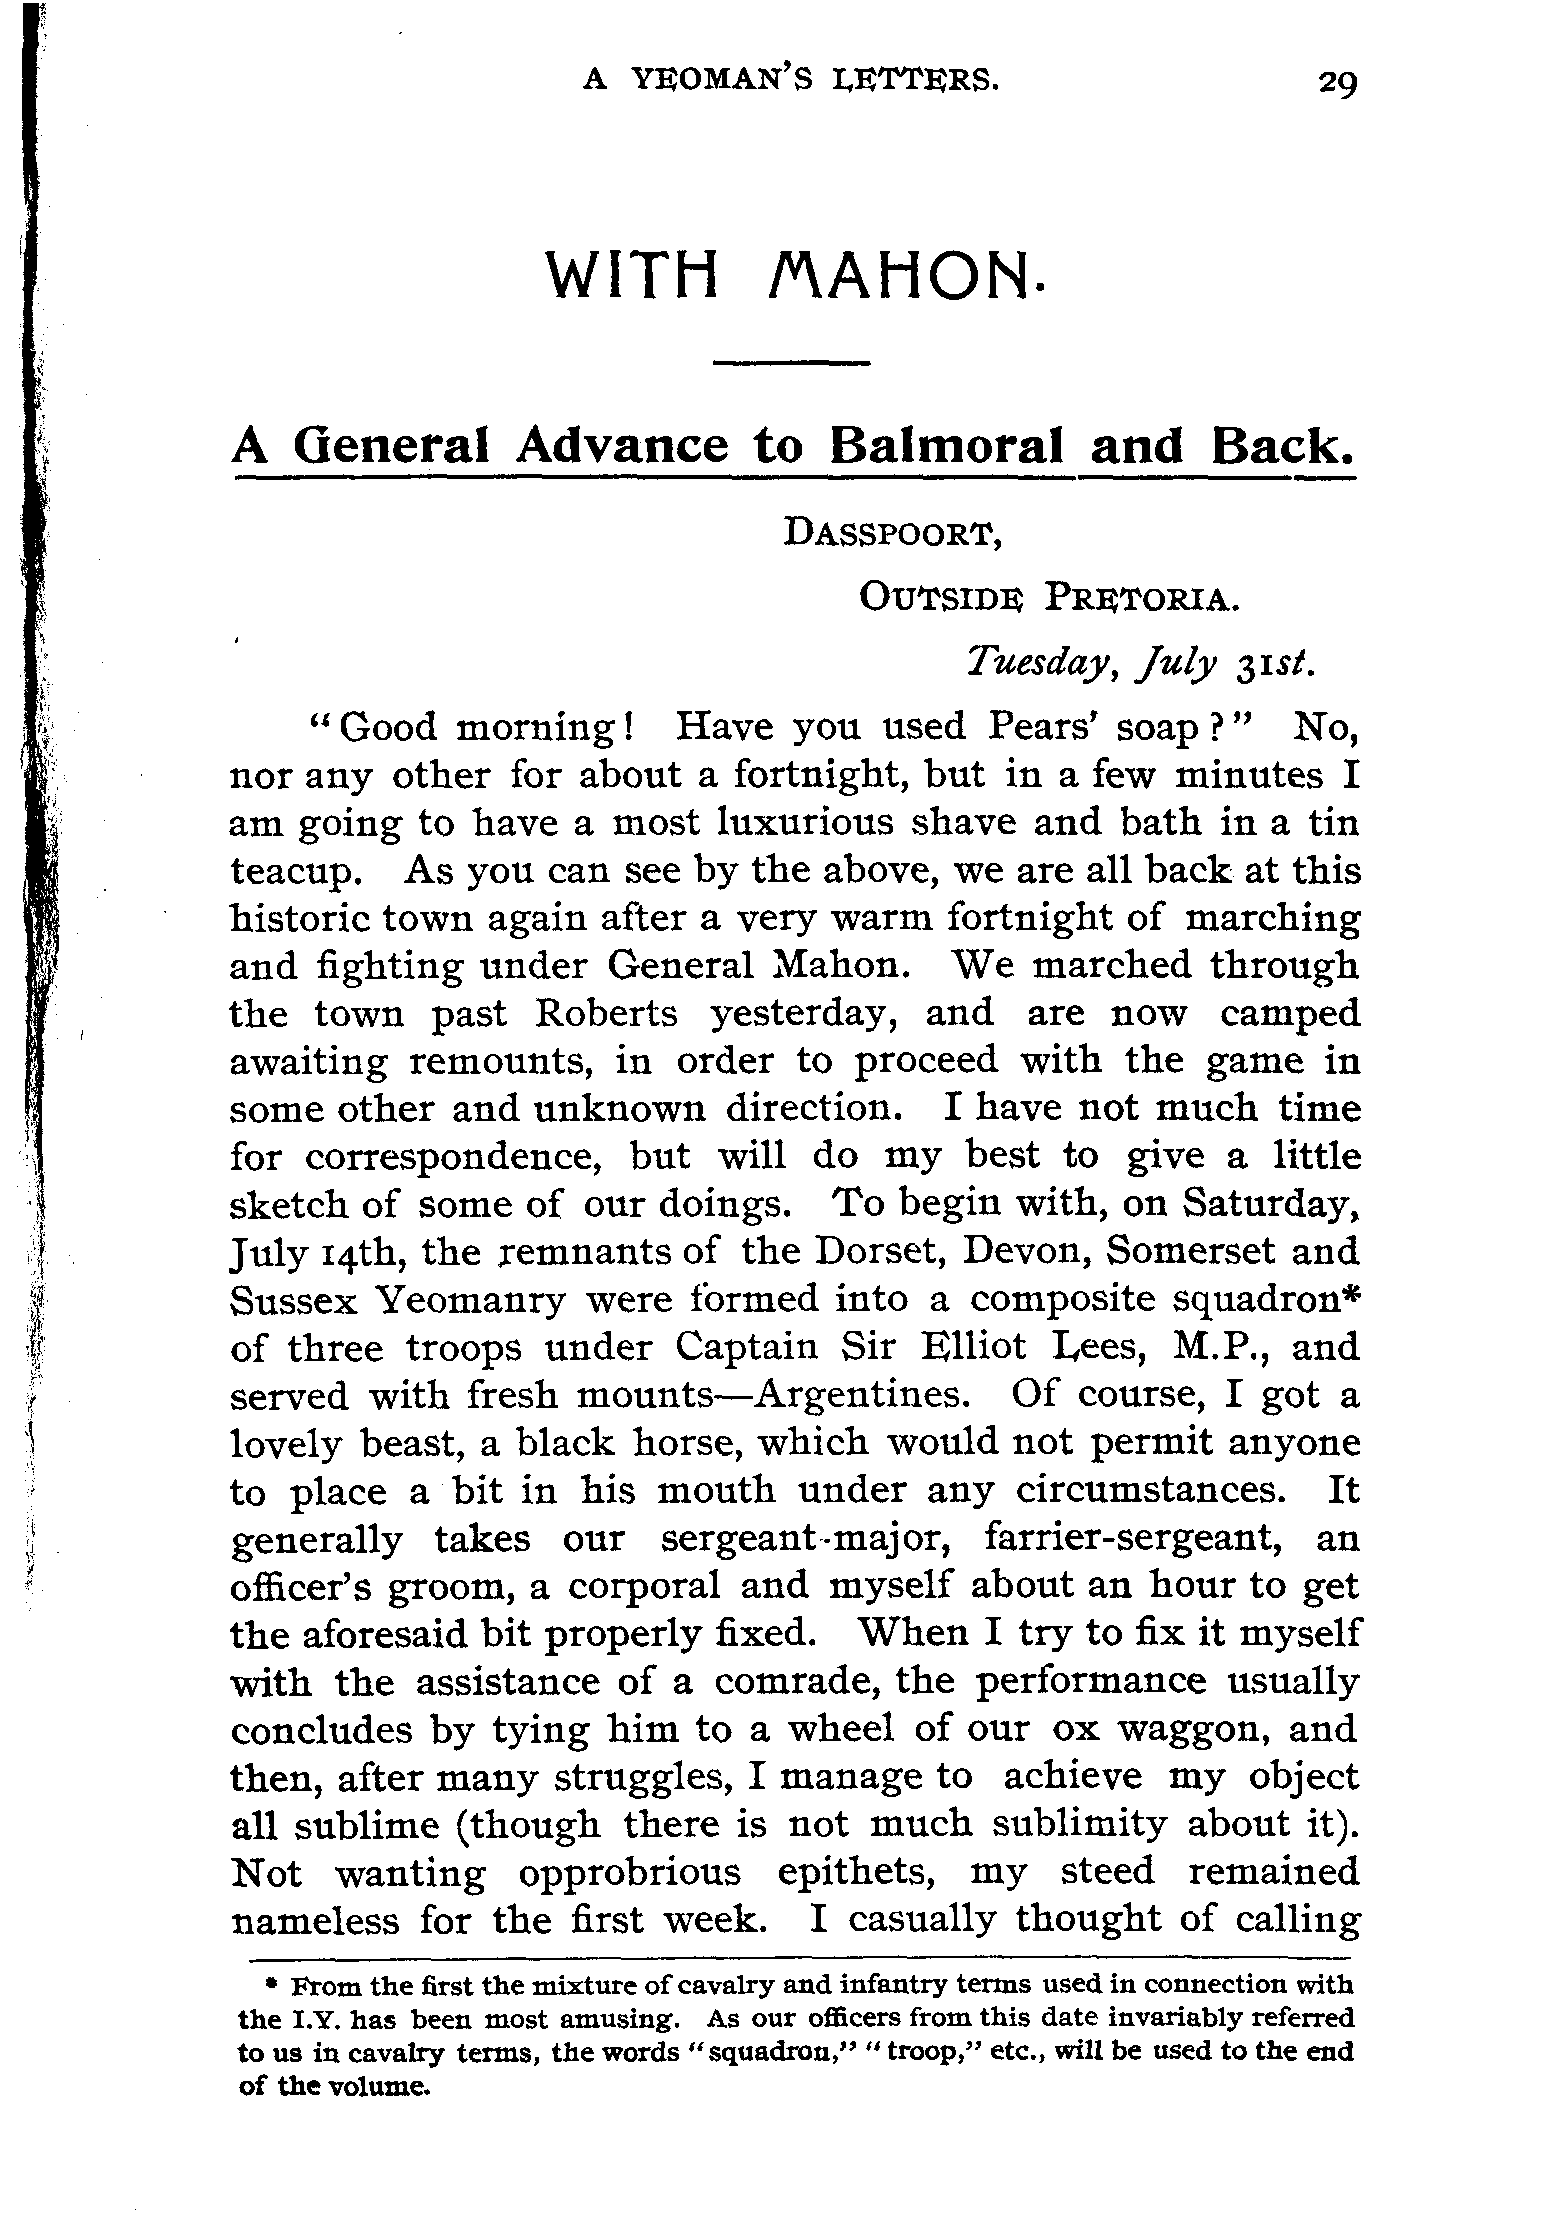 A YEOMAN'S LETTERS. 29
WITH MAHON.
A General Advance to Balmoral and Back.
DASSPOORT,
OUTSIDE PRETORIA.
Tuesday, July 31st.
"Good morning! Have you used Pears' soap?" No,
nor any other for about a fortnight, but in a few minutes I
am going to have a most luxurious shave and bath in a tin
teacup. As you can see by the above, we are all back at this
historic town again after a very warm fortnight of marching
and fighting under General Mahon. We marched through
the town past Roberts yesterday, and are now camped
awaiting remounts, in order to proceed with the game in
some other and unknown direction. I have not much time
for correspondence, but will do my best to give a little
sketch of some of our doings. To begin with, on Saturday,
July 14th, the remnants of the Dorset, Devon, Somerset and
Sussex Yeomanry were formed into a composite squadron*
of three troops under Captain Sir Elliot Lees, M.P., and
served with fresh mounts—Argentines. Of course, I got a
lovely beast, a black horse, which would not permit anyone
to place a bit in his mouth under any circumstances. It
generally takes our sergeant-major, farrier-sergeant, an
officer's groom, a corporal and myself about an hour to get
the aforesaid bit properly fixed. When I try to fix it myself
with the assistance of a comrade, the performance usually
concludes by tying him to a wheel of our ox waggon, and
then, after many struggles, I manage to achieve my object
all sublime (though there is not much sublimity about it).
Not wanting opprobrious epithets, my steed remained
nameless for the first week. I casually thought of calling
* From the first the mixture of cavalry and infantry terms used in connection with
the I.Y. has been most amusing. As our officers from this date invariably referred
to us in cavalry terms, the words "squadron," "troop," etc., will be used to the end
of the volume.